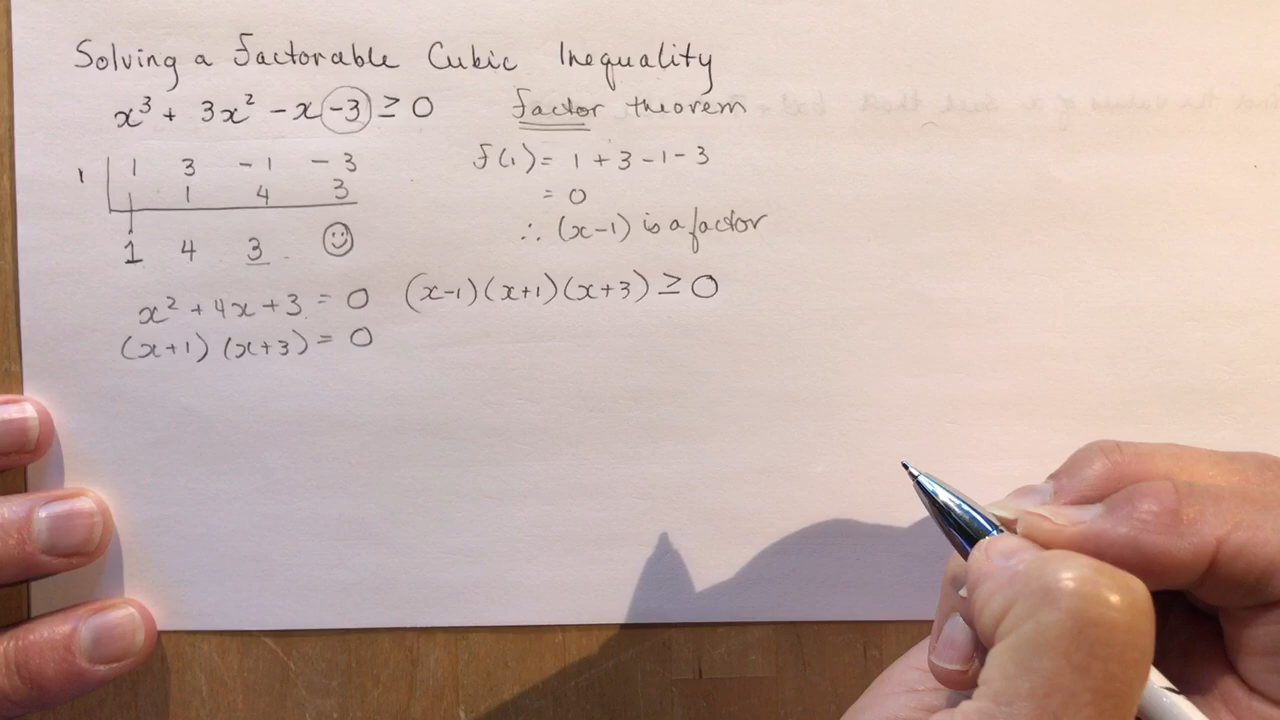 Solving a Factorable Cubic Inequality
x³ + 3x² - x - 3 ≥ 0
factor theorem
1 | 1 3 -1 -3
1 4 3
1 4 3 ☺
f(1) = 1 + 3 - 1 - 3
= 0
∴ (x-1) is a factor
x² + 4x + 3 = 0
(x+1) (x+3) = 0
(x-1)(x+1)(x+3) ≥ 0